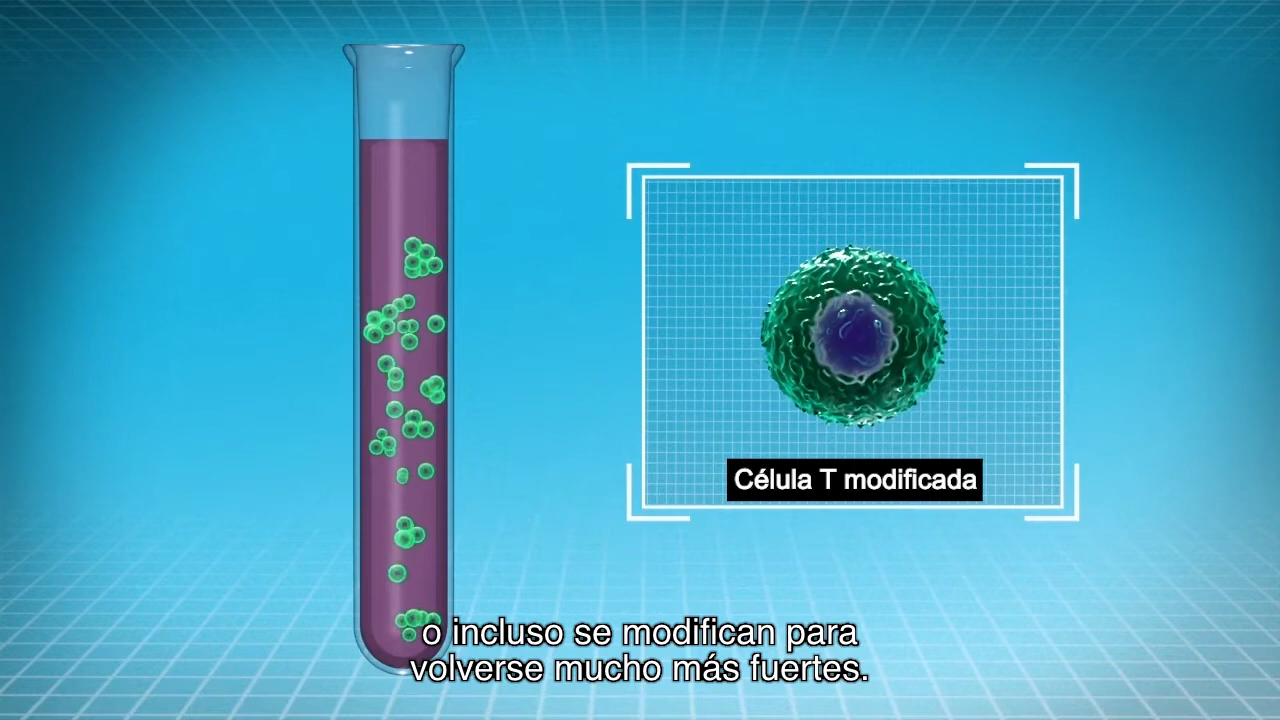 Célula T modificada
o incluso se modifican para
volverse mucho más fuertes.